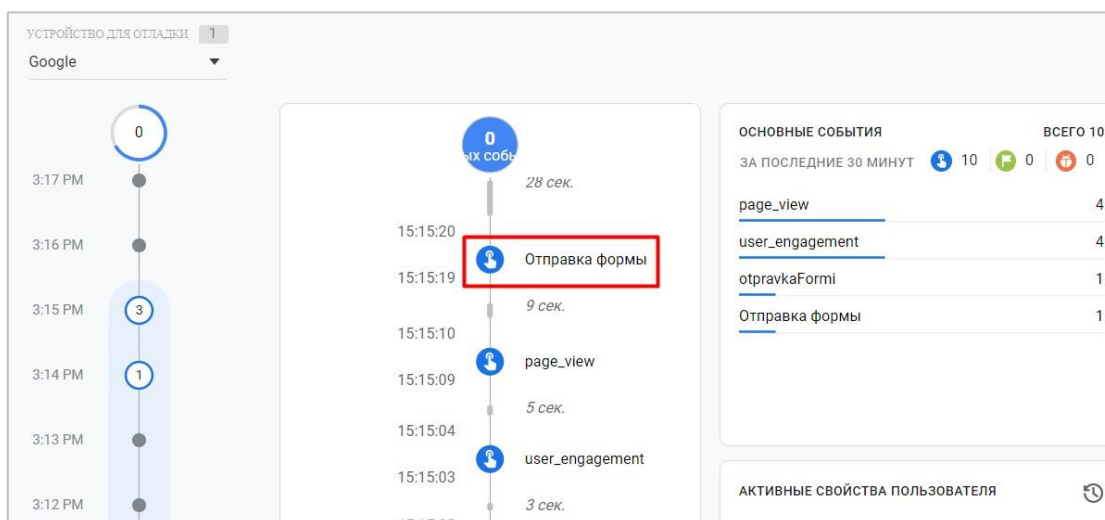 УСТРОЙСТВО ДЛЯ ОТЛАДКИ 1
Google
0
3:17 PM
3:16 PM
3:15 PM 3
3:14 PM 1
3:13 PM
3:12 PM
0
ых собы
28 сек.
15:15:20
Отправка формы
15:15:19
9 сек.
15:15:10
page_view
15:15:09
5 сек.
15:15:04
user_engagement
15:15:03
3 сек.
ОСНОВНЫЕ СОБЫТИЯ ВСЕГО 10
ЗА ПОСЛЕДНИЕ 30 МИНУТ 10 0 0
page_view 4
user_engagement 4
otpravkaFormi 1
Отправка формы 1
АКТИВНЫЕ СВОЙСТВА ПОЛЬЗОВАТЕЛЯ